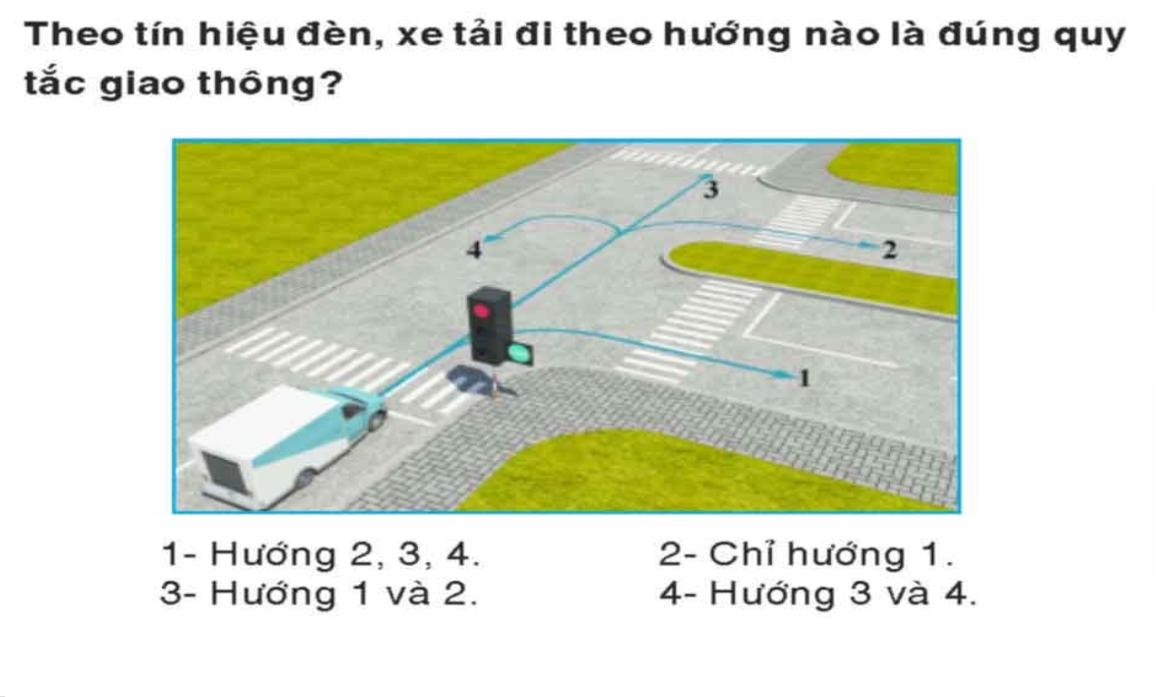 Theo tín hiệu đèn, xe tải đi theo hướng nào là đúng quy
tắc giao thông?
3
4
2
1
1- Hướng 2, 3, 4.
2- Chỉ hướng 1.
3- Hướng 1 và 2.
4- Hướng 3 và 4.